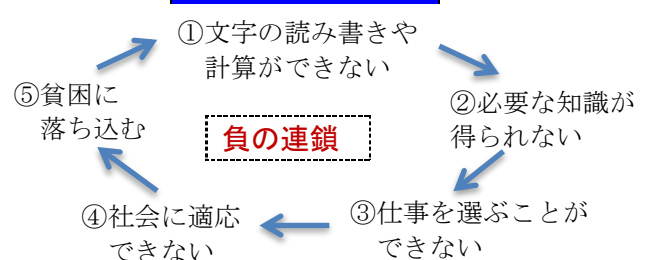 ①文字の読み書きや
計算ができない
②必要な知識が
得られない
③仕事を選ぶことが
できない
④社会に適応
できない
⑤貧困に
落ち込む
負の連鎖